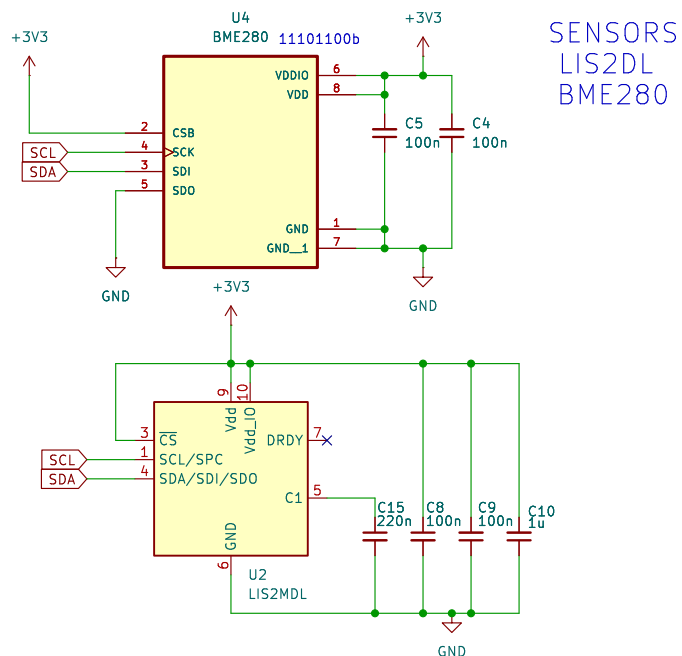 U4
BME280 11101100b
+3V3
+3V3
SENSORS
LIS2DL
BME280
VDDIO 6
VDD 8
2 CSB
4 SCK
3 SDI
5 SDO
SCL
SDA
C5
100n
C4
100n
GND 1
GND__1 7
GND
GND
+3V3
9 Vdd
10 Vdd_IO
3 CS
1 SCL/SPC
4 SDA/SDI/SDO
SCL
SDA
DRDY 7
C1 5
C15
220n
C8
100n
C9
100n
C10
1u
GND
6
U2
LIS2MDL
GND